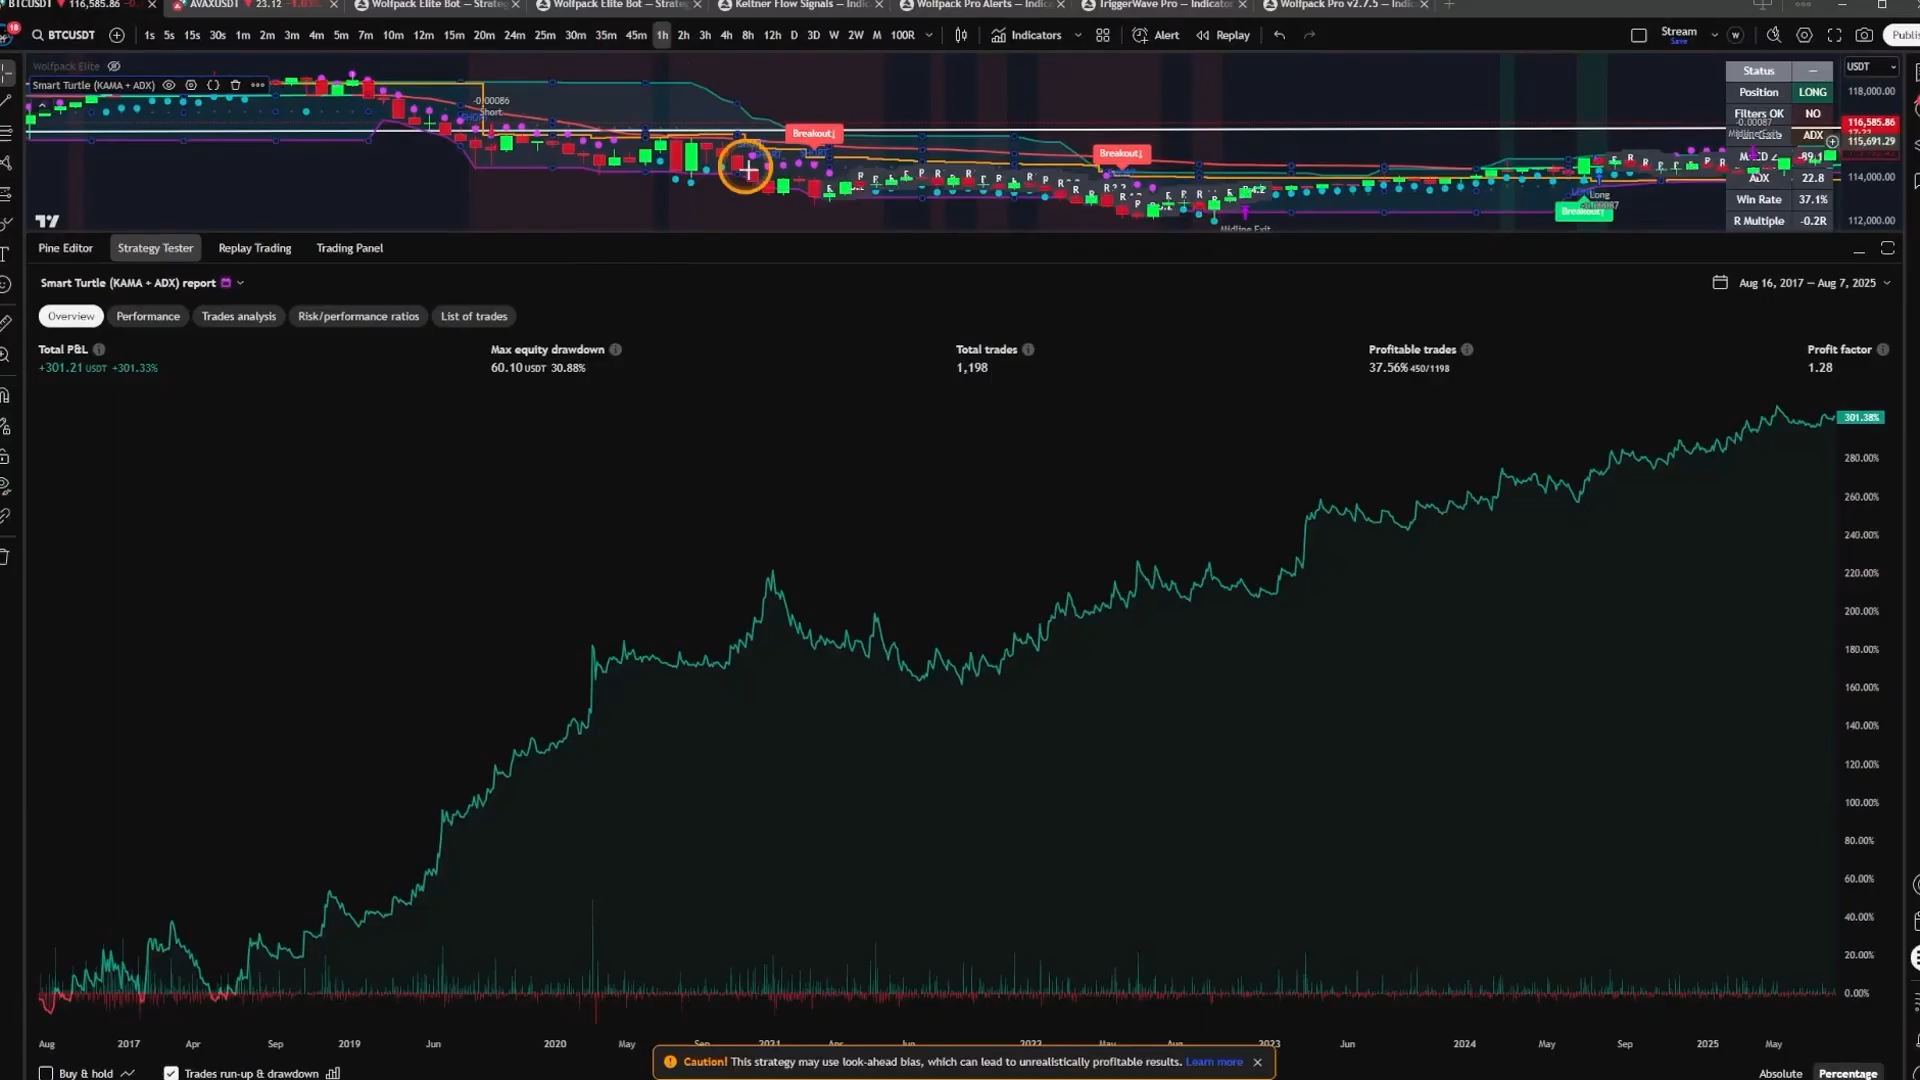 BTCUSDT 116,585.86
AVAXUSDT 23.12 -1.03%
Wolfpack Elite Bot — Strateg
Wolfpack Elite Bot — Strateg
Keltner Flow Signals — Indic
Wolfpack Pro Alerts — Indic
TriggerWave Pro — Indicator
Wolfpack Pro v2.7.5 — Indic
BTCUSDT 1s 5s 15s 30s 1m 2m 3m 4m 5m 7m 10m 12m 15m 20m 24m 25m 30m 35m 45m 1h 2h 3h 4h 8h 12h D 3D W 2W M 100R Indicators Alert Replay Stream Save W Publis
Wolfpack Elite
Smart Turtle (KAMA + ADX)
-0.00086
Short
Breakout↓
Breakout↓
Midline Exit
Long
Breakout↑
Status —
Position LONG
Filters OK NO
ADX
ADX 22.8
Win Rate 37.1%
R Multiple -0.2R
USDT
118,000.00
116,585.86
115,691.29
114,000.00
112,000.00
Pine Editor Strategy Tester Replay Trading Trading Panel
Smart Turtle (KAMA + ADX) report
Aug 16, 2017 — Aug 7, 2025
Overview Performance Trades analysis Risk/performance ratios List of trades
Total P&L Max equity drawdown Total trades Profitable trades Profit factor
+301.21 USDT +301.33% 60.10 USDT 30.88% 1,198 37.56% 450/1198 1.28
301.38%
280.00%
260.00%
240.00%
220.00%
200.00%
180.00%
160.00%
140.00%
120.00%
100.00%
80.00%
60.00%
40.00%
20.00%
0.00%
Aug 2017 Apr Sep 2019 Jun 2020 May Sep 2021 Apr Jun 2022 May Aug 2023 Jun 2024 May Sep 2025 May
Caution! This strategy may use look-ahead bias, which can lead to unrealistically profitable results. Learn more
Buy & hold Trades run-up & drawdown
Absolute Percentage